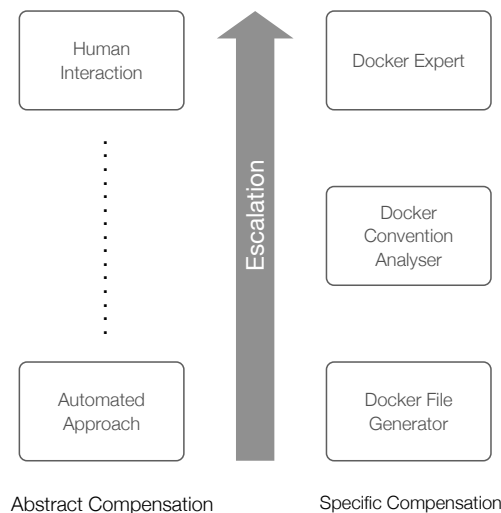 Human
Interaction
Automated
Approach
Abstract Compensation
Escalation
Docker Expert
Docker
Convention
Analyser
Docker File
Generator
Specific Compensation